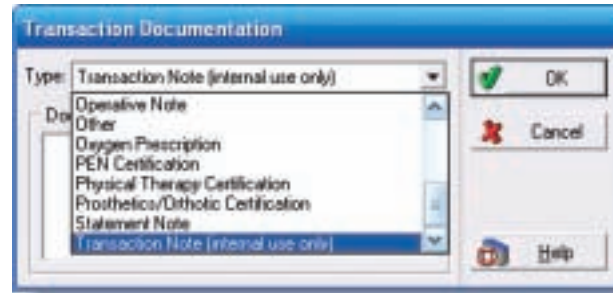 Transaction Documentation
Type: Transaction Note (internal use only)
OK
Do
Operative Note
Other
Oxygen Prescription
PEN Certification
Physical Therapy Certification
Prosthetics/Orthotic Certification
Statement Note
Transaction Note (internal use only)
Cancel
Help